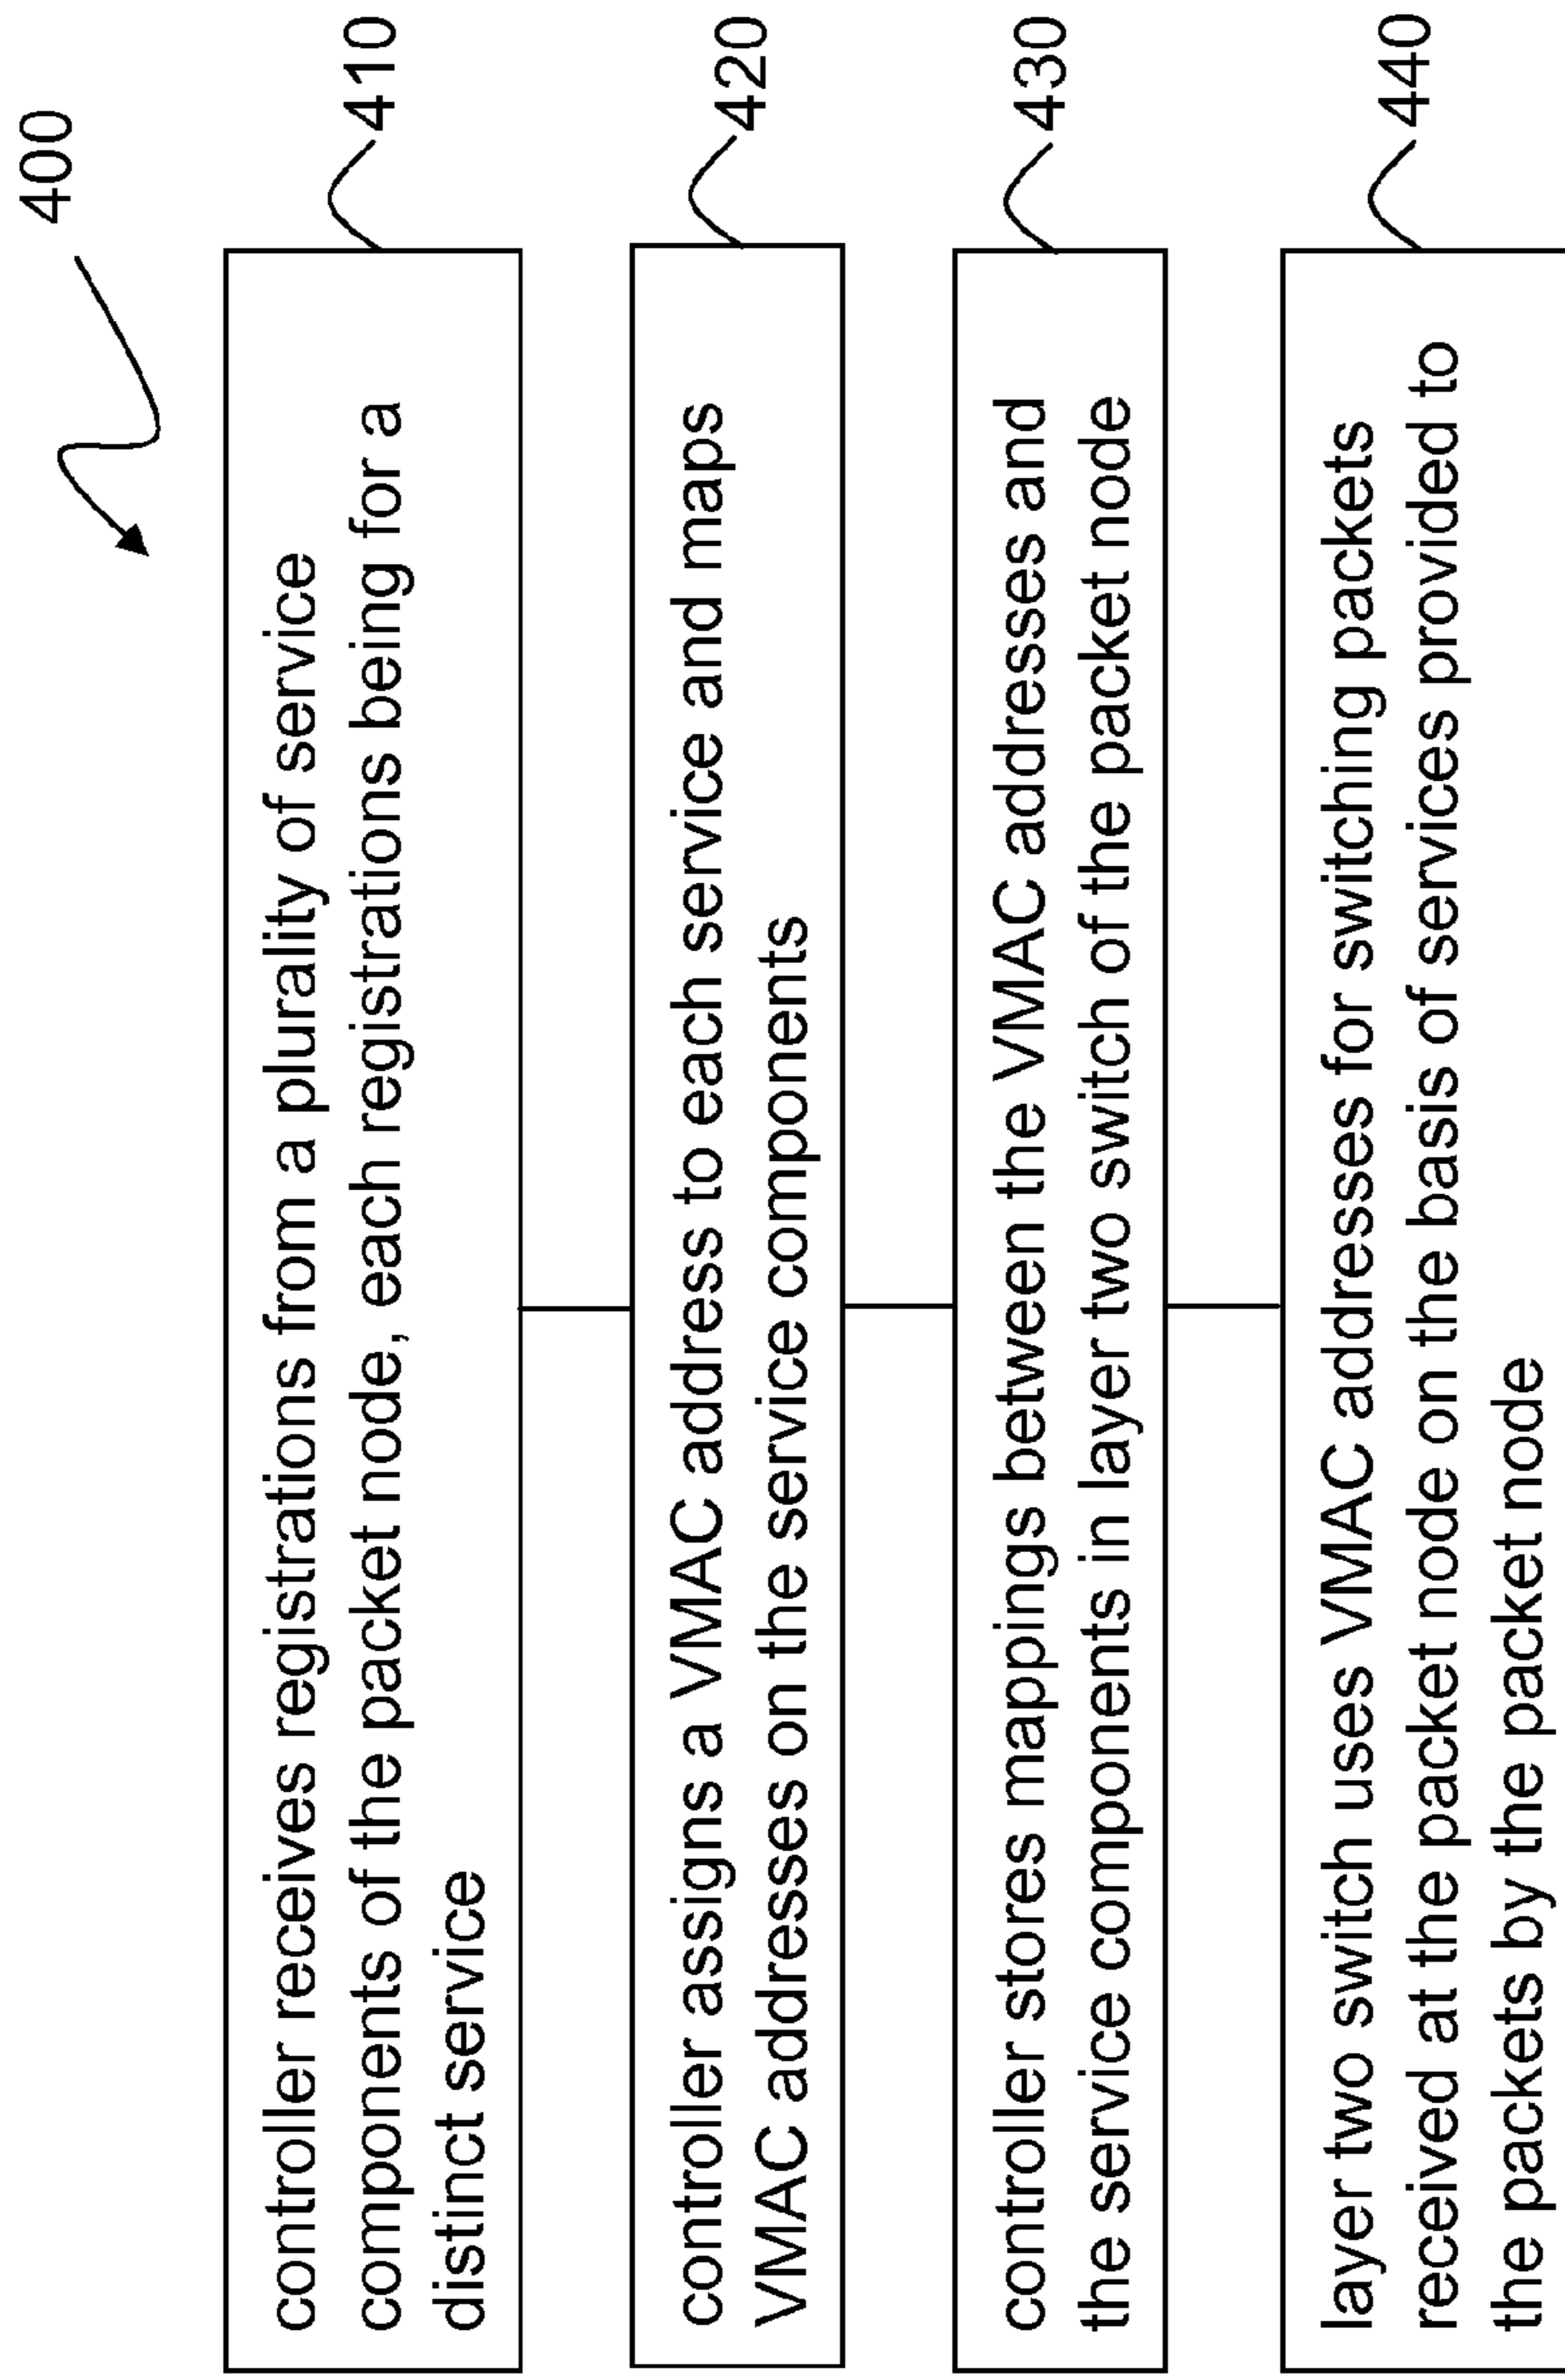 400
controller receives registrations from a plurality of service
components of the packet node, each registrations being for a
distinct service
410
controller assigns a VMAC address to each service and maps
VMAC addresses on the service components
420
controller stores mappings between the VMAC addresses and
the service components in layer two switch of the packet node
430
layer two switch uses VMAC addresses for switching packets
received at the packet node on the basis of services provided to
the packets by the packet node
440